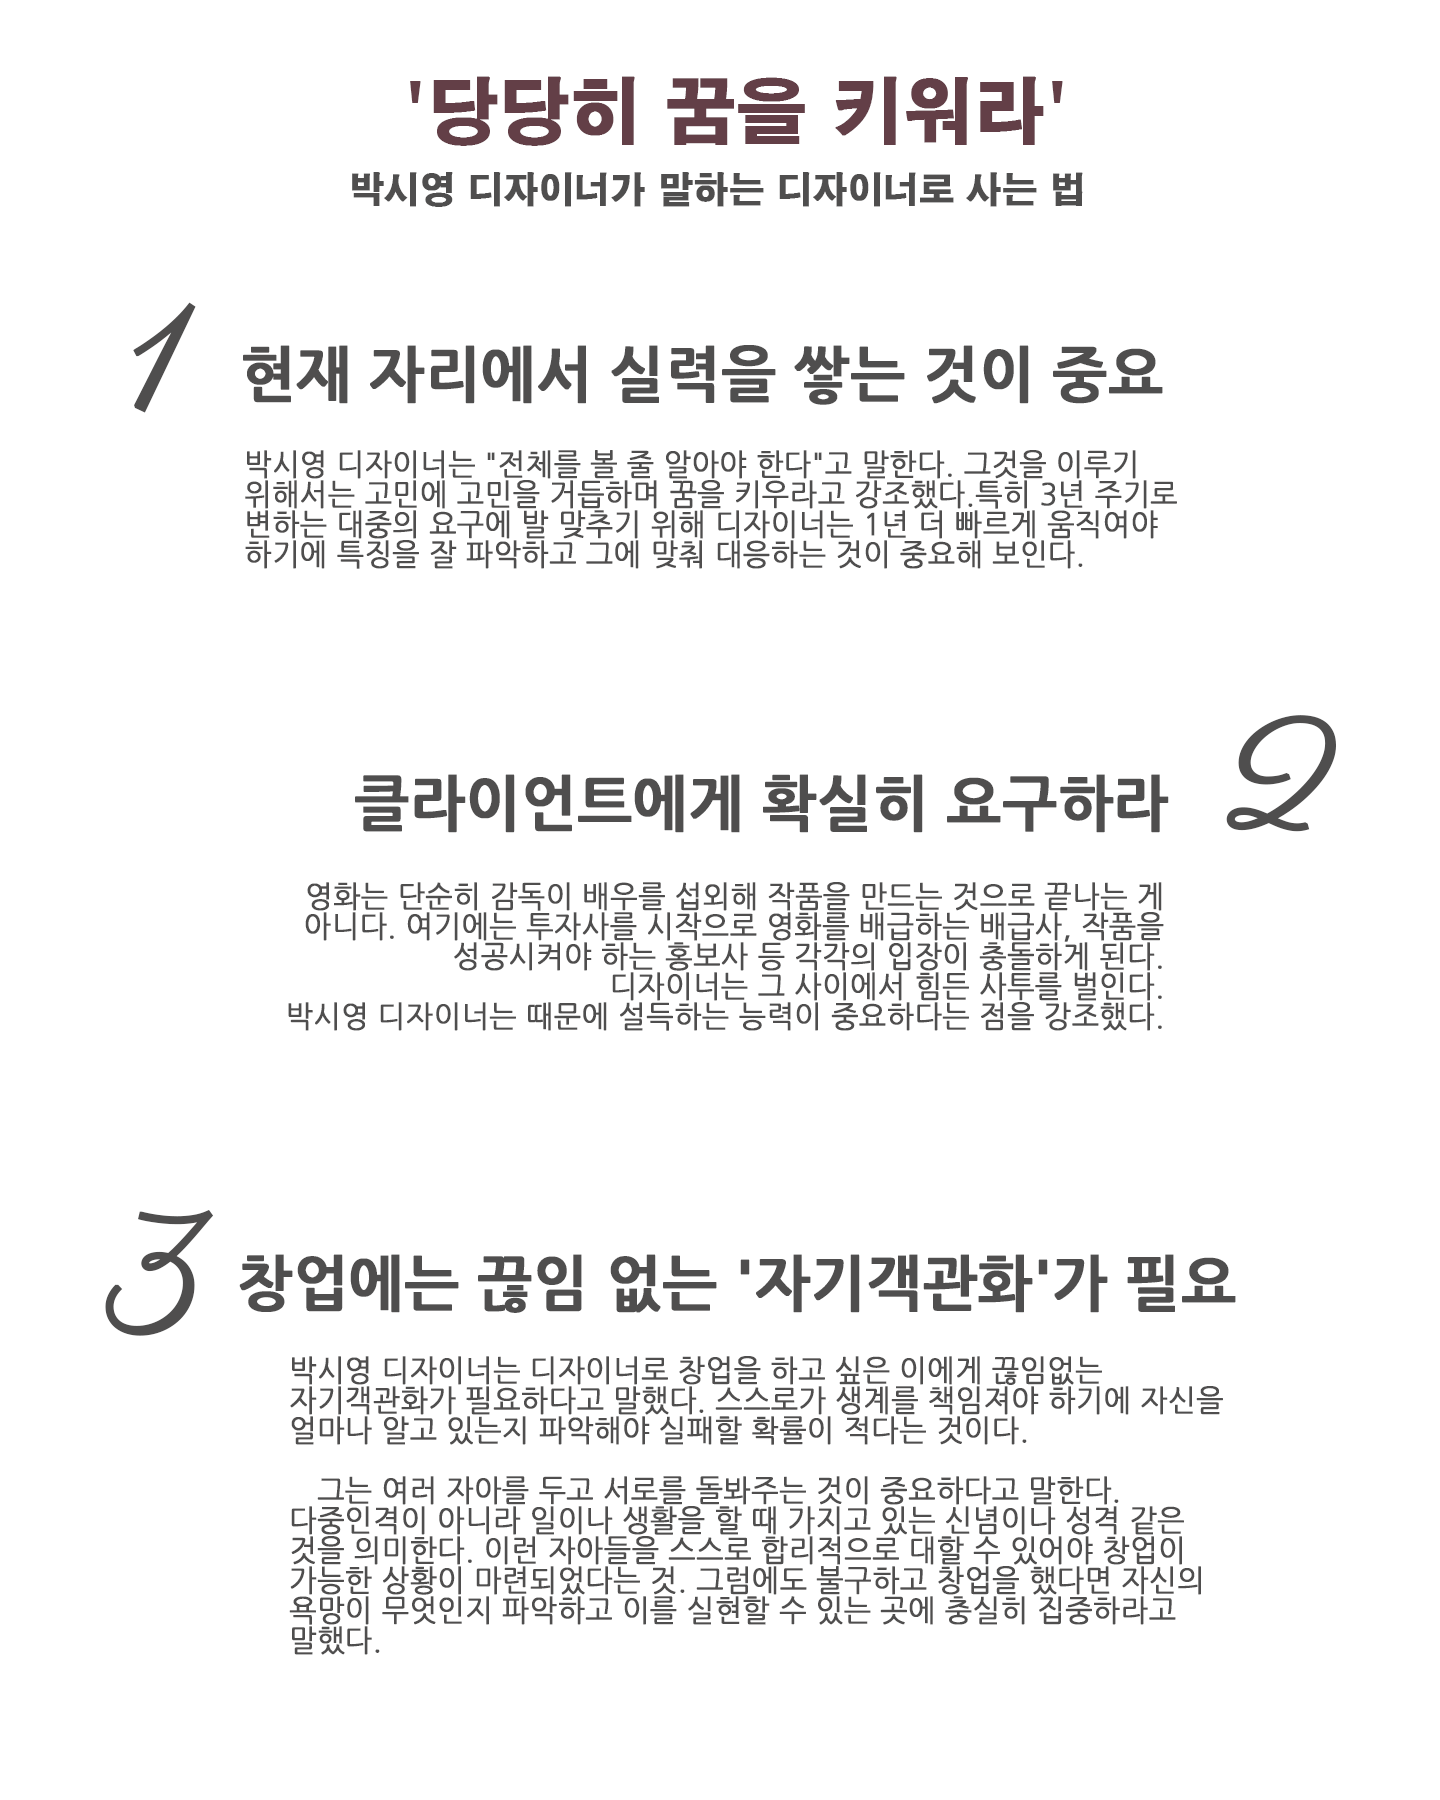 '당당히 꿈을 키워라'
박시영 디자이너가 말하는 디자이너로 사는 법
1
현재 자리에서 실력을 쌓는 것이 중요
박시영 디자이너는 "전체를 볼 줄 알아야 한다"고 말한다. 그것을 이루기
위해서는 고민에 고민을 거듭하며 꿈을 키우라고 강조했다.특히 3년 주기로
변하는 대중의 요구에 발 맞추기 위해 디자이너는 1년 더 빠르게 움직여야
하기에 특징을 잘 파악하고 그에 맞춰 대응하는 것이 중요해 보인다.
2
클라이언트에게 확실히 요구하라
영화는 단순히 감독이 배우를 섭외해 작품을 만드는 것으로 끝나는 게
아니다. 여기에는 투자사를 시작으로 영화를 배급하는 배급사, 작품을
성공시켜야 하는 홍보사 등 각각의 입장이 충돌하게 된다.
디자이너는 그 사이에서 힘든 사투를 벌인다.
박시영 디자이너는 때문에 설득하는 능력이 중요하다는 점을 강조했다.
3
창업에는 끊임 없는 '자기객관화'가 필요
박시영 디자이너는 디자이너로 창업을 하고 싶은 이에게 끊임없는
자기객관화가 필요하다고 말했다. 스스로가 생계를 책임져야 하기에 자신을
얼마나 알고 있는지 파악해야 실패할 확률이 적다는 것이다.
그는 여러 자아를 두고 서로를 돌봐주는 것이 중요하다고 말한다.
다중인격이 아니라 일이나 생활을 할 때 가지고 있는 신념이나 성격 같은
것을 의미한다. 이런 자아들을 스스로 합리적으로 대할 수 있어야 창업이
가능한 상황이 마련되었다는 것. 그럼에도 불구하고 창업을 했다면 자신의
욕망이 무엇인지 파악하고 이를 실현할 수 있는 곳에 충실히 집중하라고
말했다.